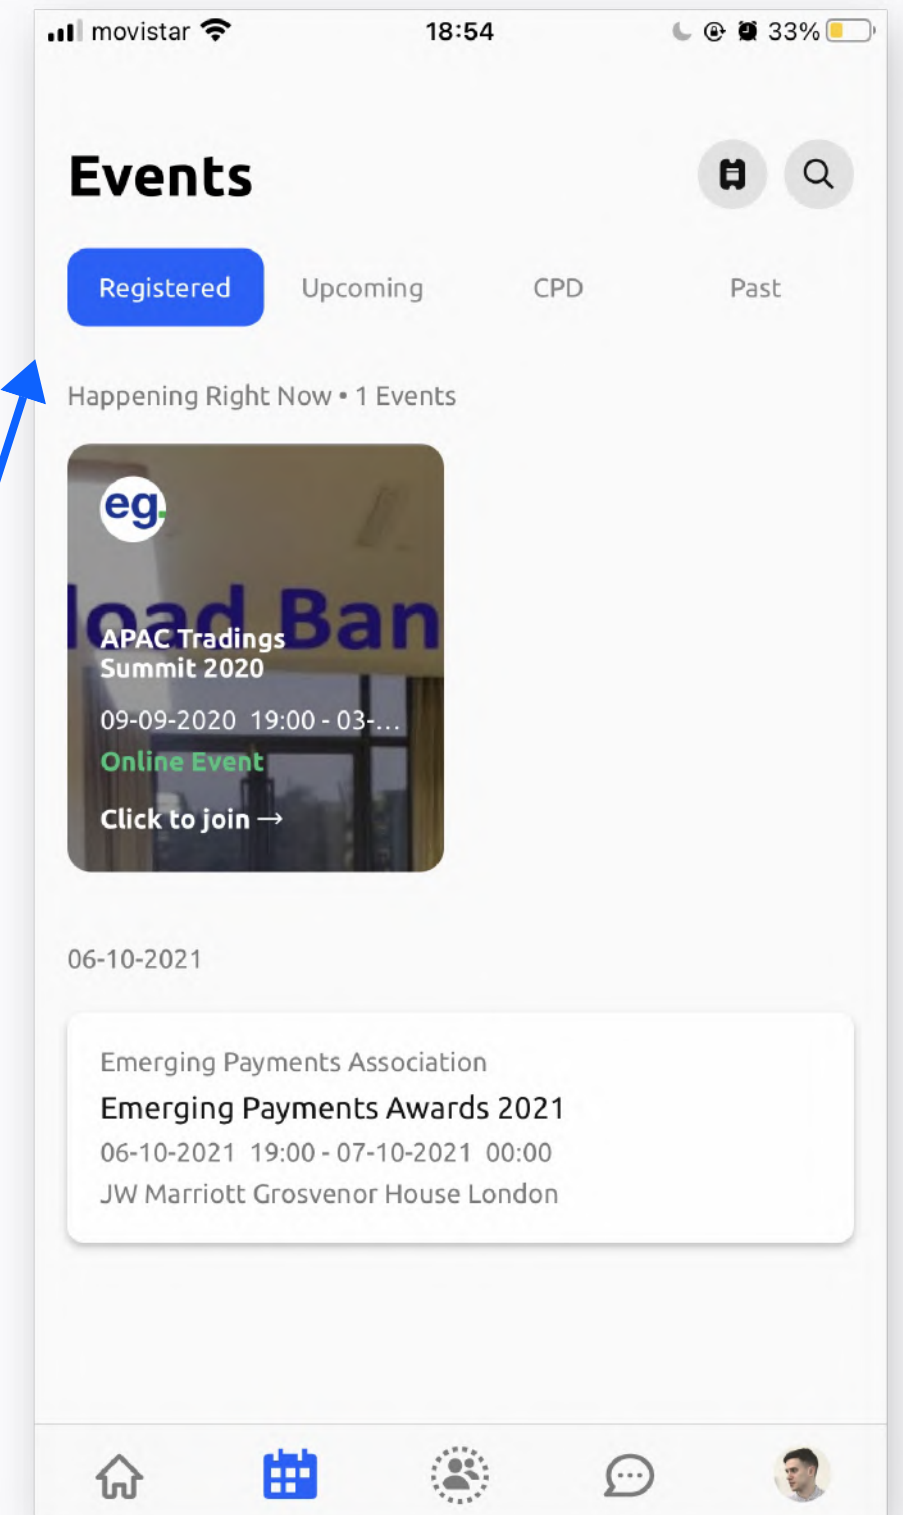 movistar 18:54 33%
Events
Registered Upcoming CPD Past
Happening Right Now • 1 Events
eg.
load Ban
APAC Tradings
Summit 2020
09-09-2020 19:00 - 03-...
Online Event
Click to join →
06-10-2021
Emerging Payments Association
Emerging Payments Awards 2021
06-10-2021 19:00 - 07-10-2021 00:00
JW Marriott Grosvenor House London